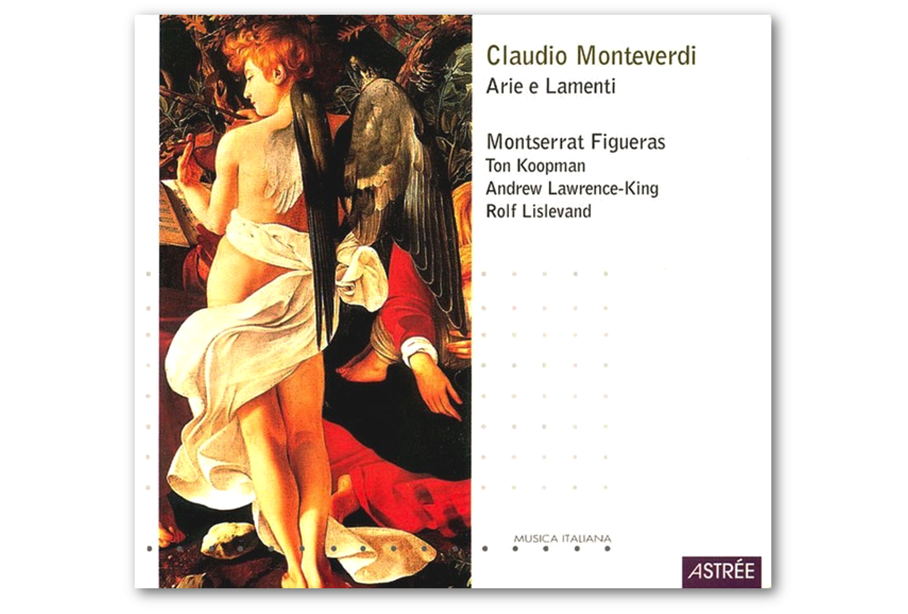 Claudio Monteverdi
Arie e Lamenti
Montserrat Figueras
Ton Koopman
Andrew Lawrence-King
Rolf Lislevand
MUSICA ITALIANA
ASTRÉE